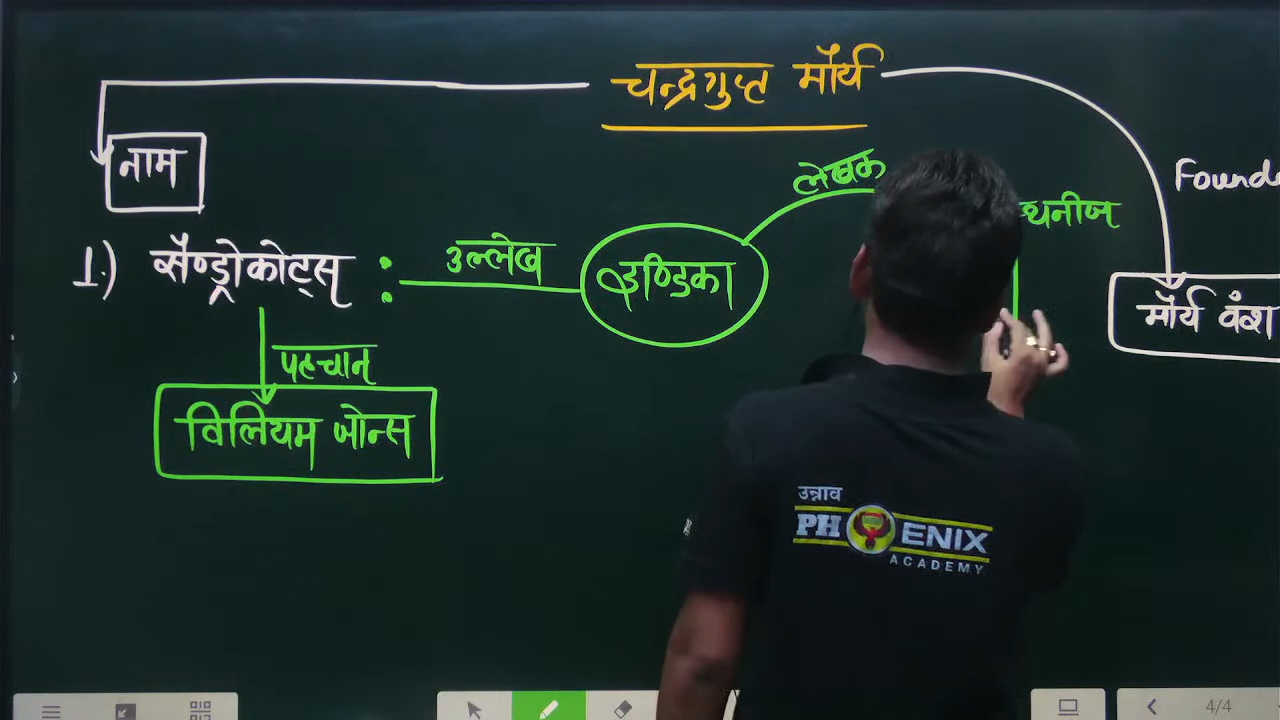 चन्द्रगुप्त मौर्य
नाम
लेखक
Found
थनीज
1.) सैण्ड्रोकोट्स :
उल्लेख
इण्डिका
मौर्य वंश
पहचान
विलियम जोन्स
उन्नाव
PHOENIX
ACADEMY
4/4